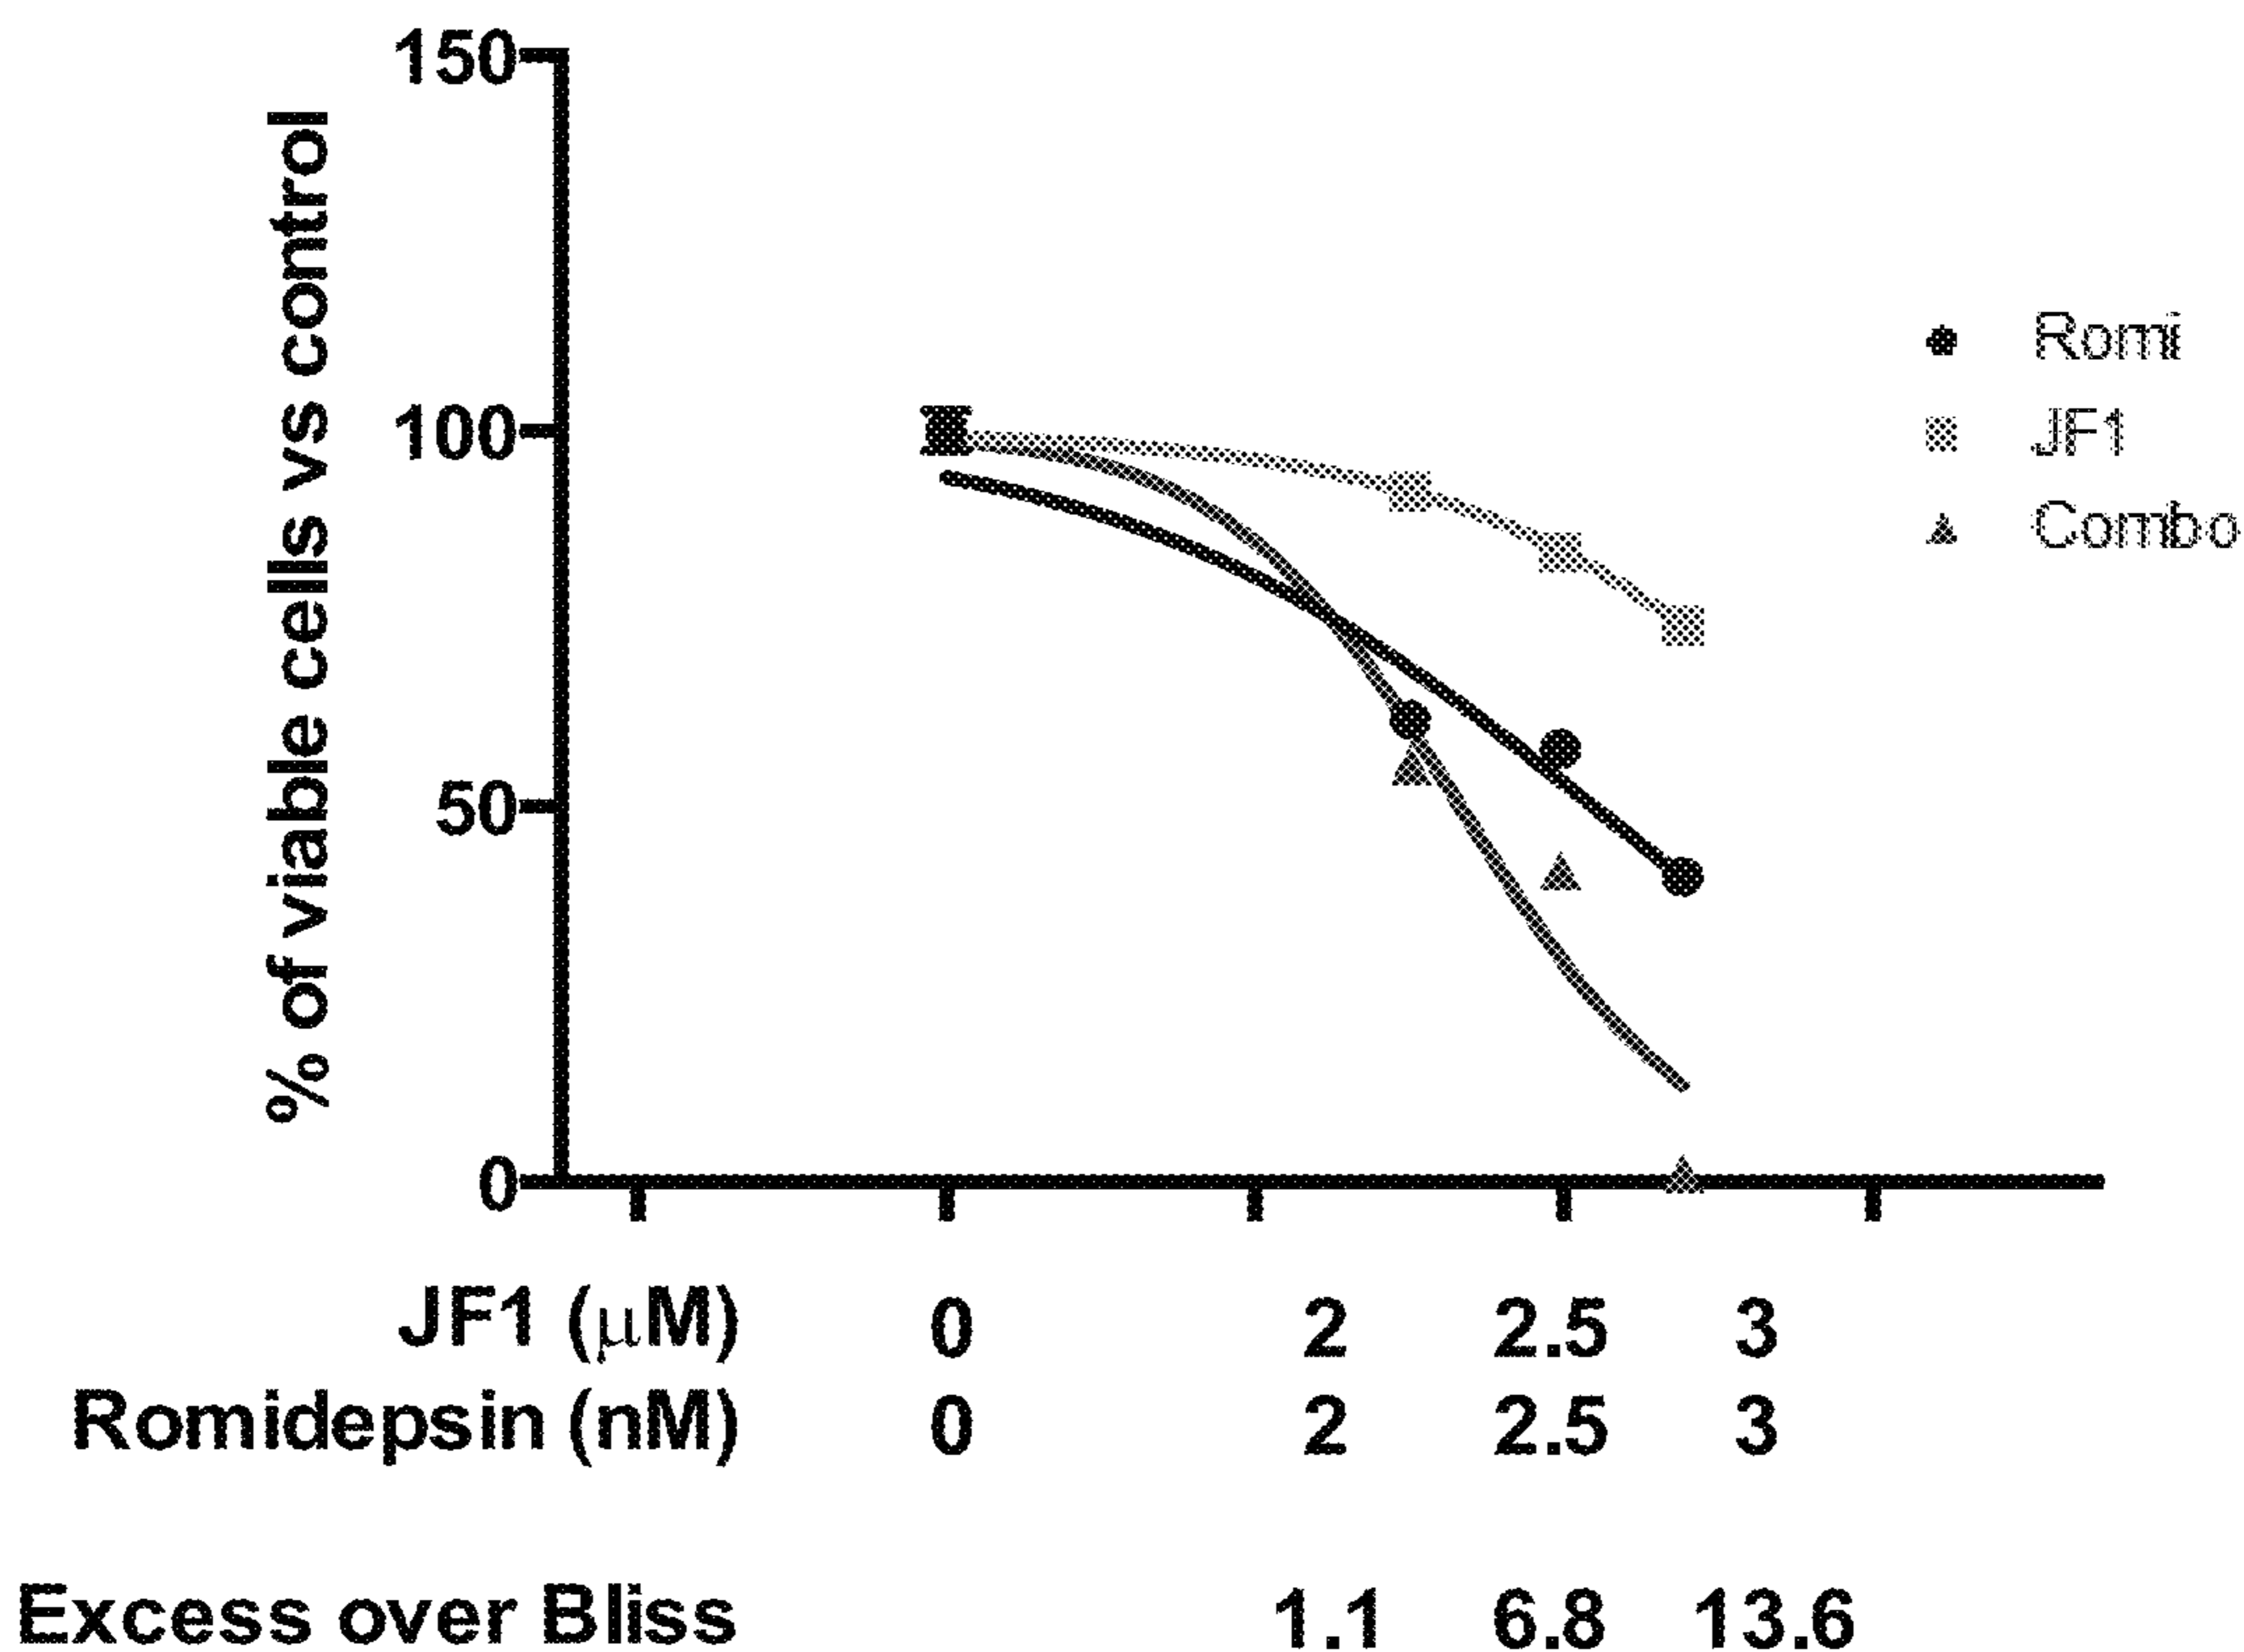 % of viable cells vs control
150
100
50
0
Romi
JF1
Combo
JF1 (μM) 0 2 2.5 3
Romidepsin (nM) 0 2 2.5 3
Excess over Bliss 1.1 6.8 13.6